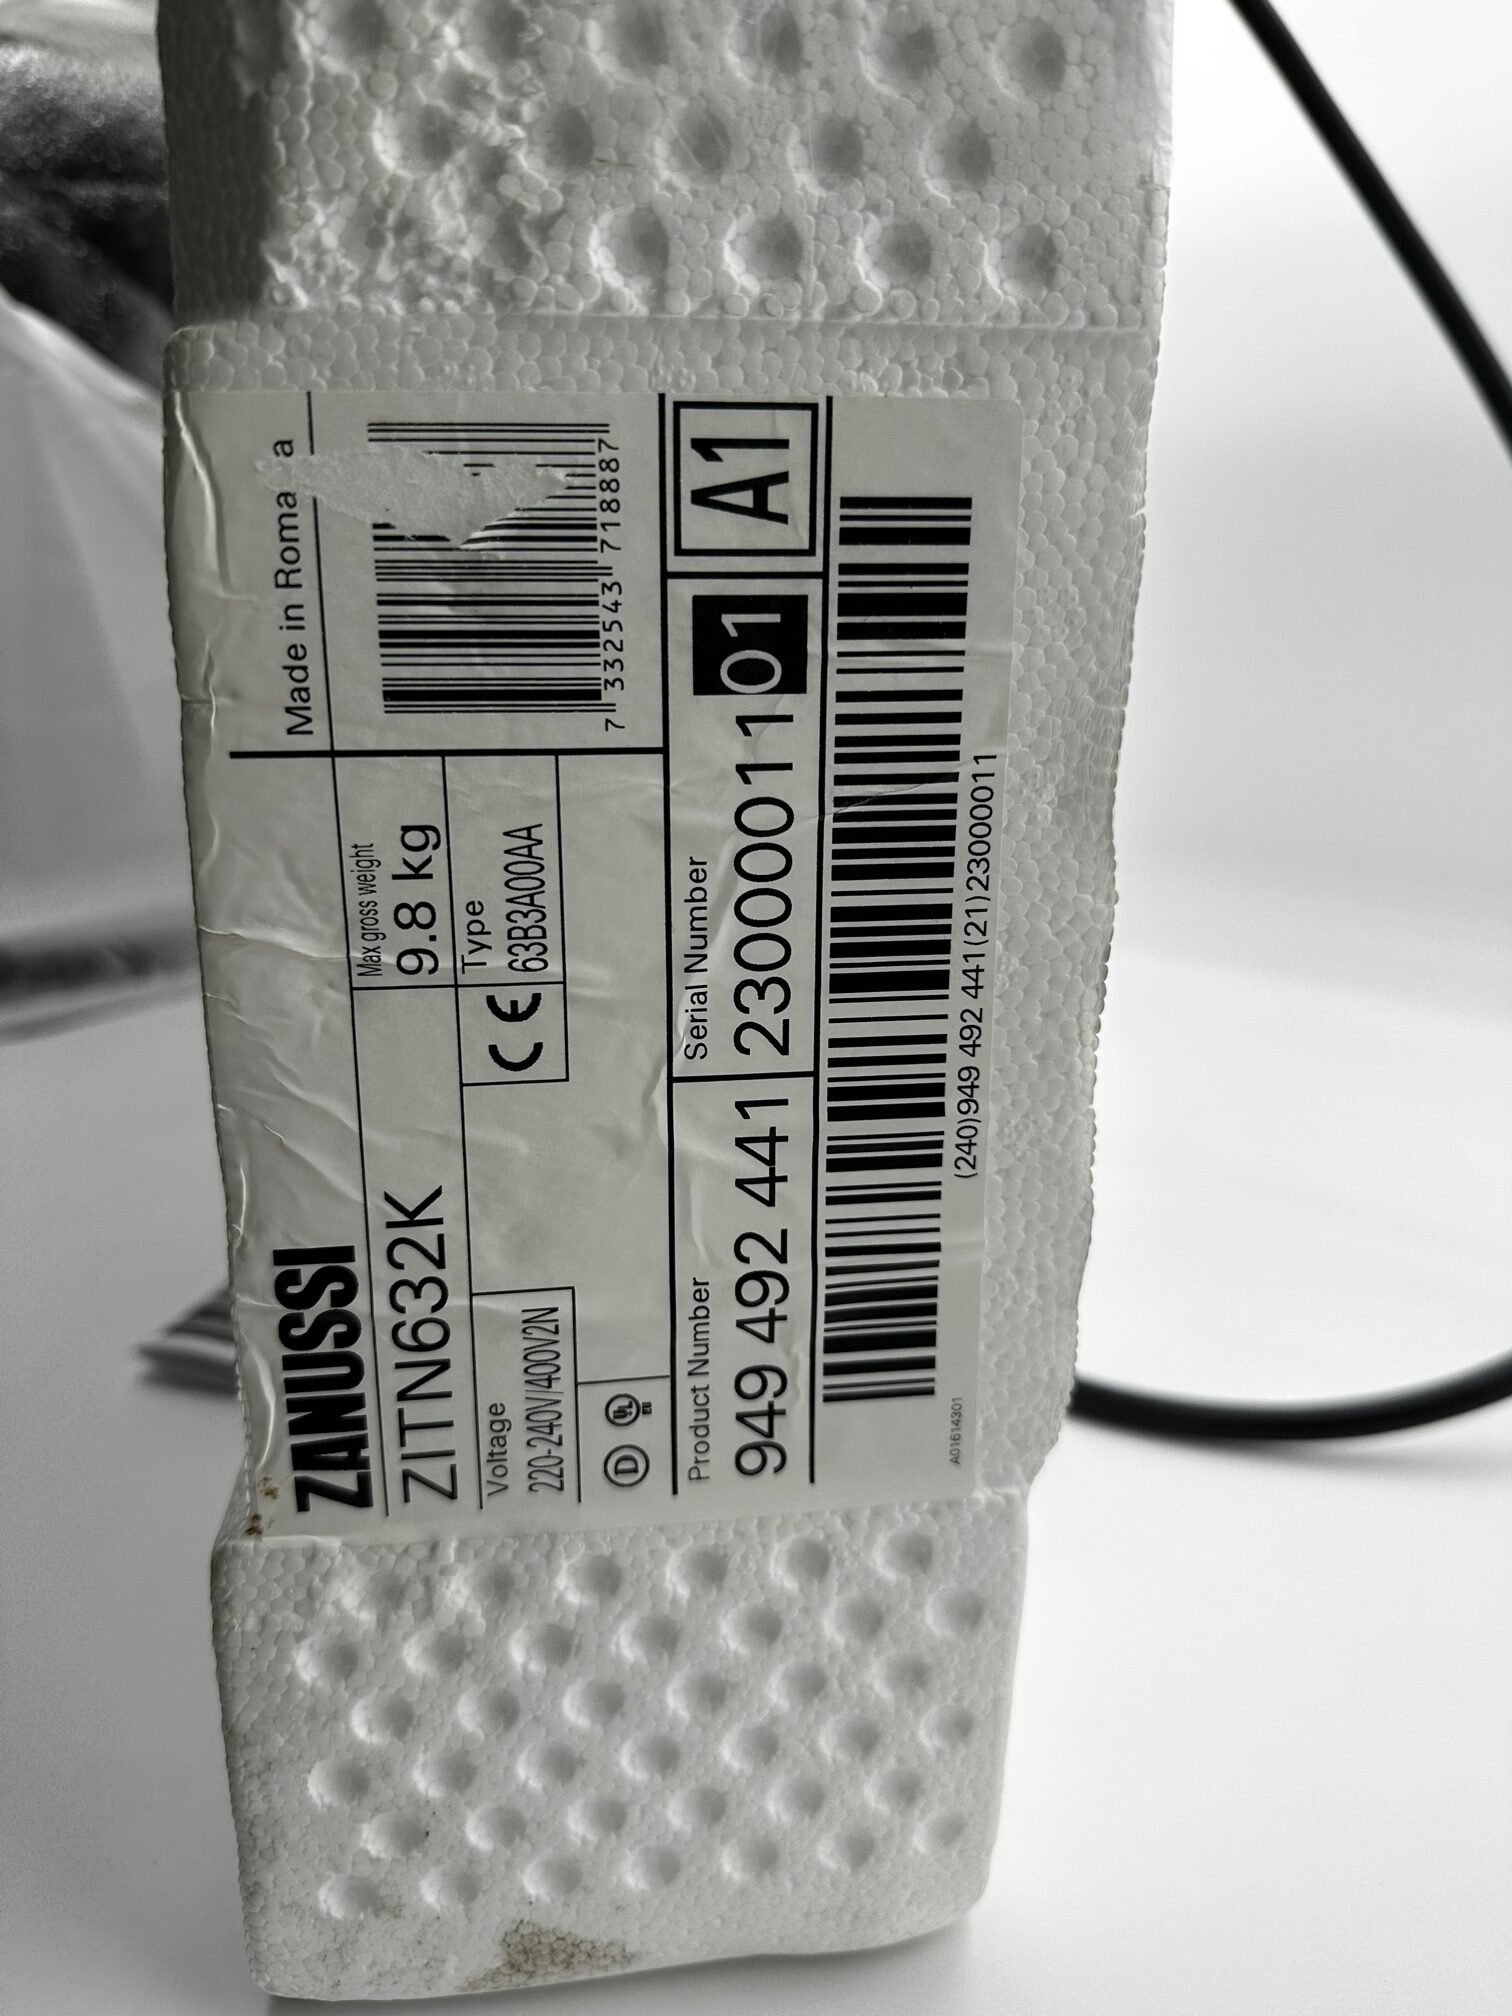 ZANUSSI
Made in Roma a
ZITN632K
Max gross weight
9.8 kg
Voltage
220-240V/400V2N
CE
Type
63B3A00AA
7 332543 718887
D UL EU
Product Number
949 492 441
Serial Number
23000011 01
A1
(240)949 492 441(21)23000011
A01614301